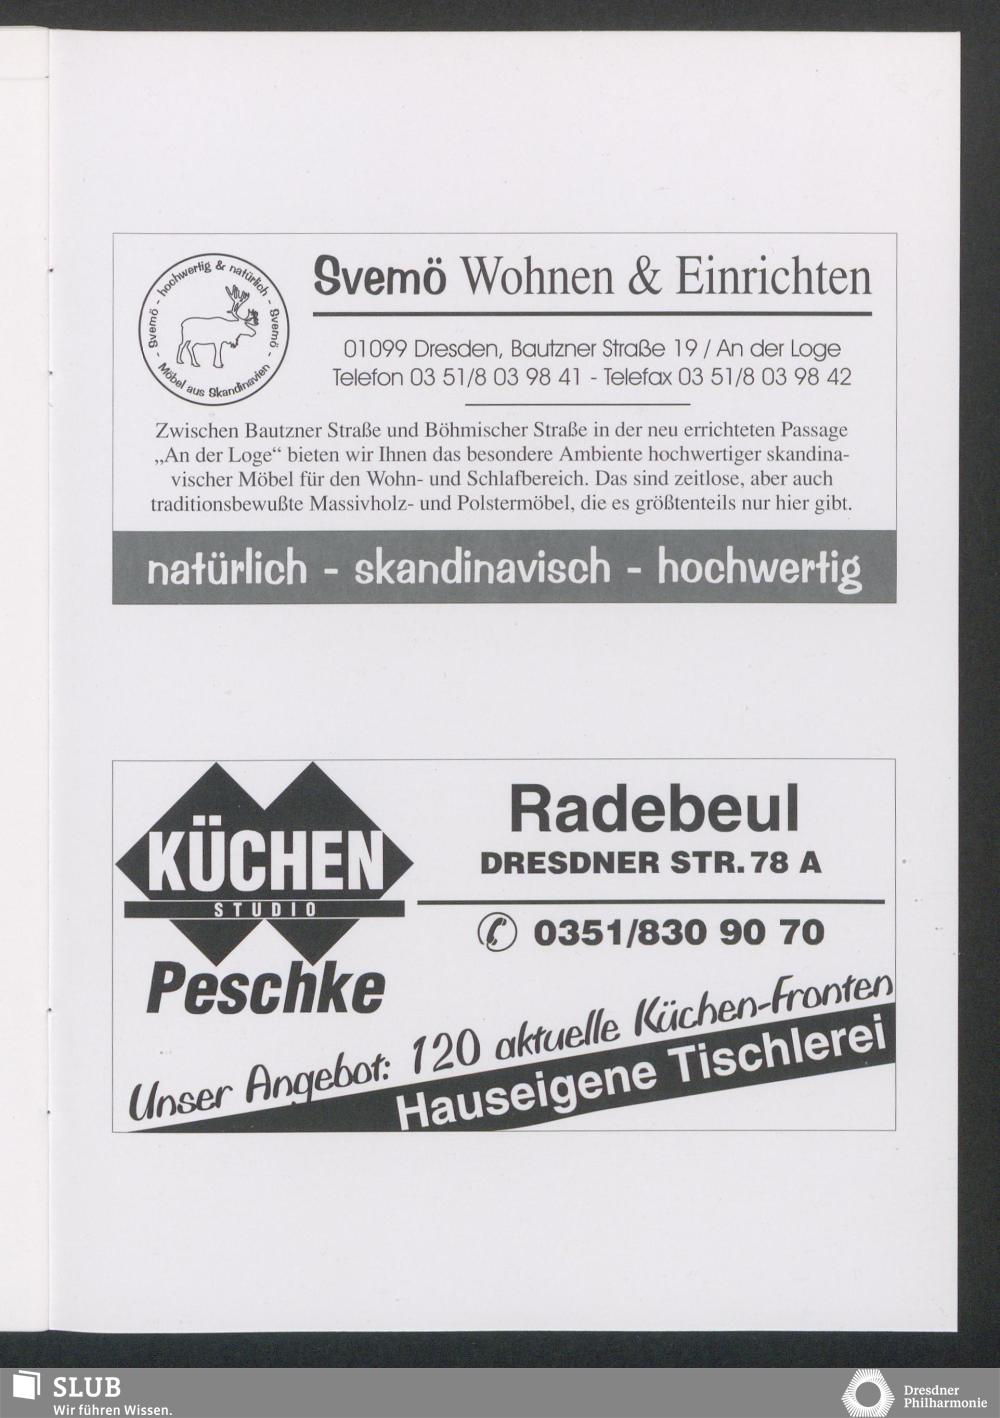 - Svemö - hochwertig & natürlich - Svemö - Möbel aus Skandinavien
Svemö Wohnen & Einrichten
01099 Dresden, Bautzner Straße 19 / An der Loge
Telefon 03 51/8 03 98 41 - Telefax 03 51/8 03 98 42
Zwischen Bautzner Straße und Böhmischer Straße in der neu errichteten Passage
„An der Loge“ bieten wir Ihnen das besondere Ambiente hochwertiger skandina-
vischer Möbel für den Wohn- und Schlafbereich. Das sind zeitlose, aber auch
traditionsbewußte Massivholz- und Polstermöbel, die es größtenteils nur hier gibt.
natürlich - skandinavisch - hochwertig
KÜCHEN
STUDIO
Peschke
Radebeul
DRESDNER STR. 78 A
✆ 0351/830 90 70
Unser Angebot: 120 aktuelle Küchen-Fronten
Hauseigene Tischlerei
SLUB
Wir führen Wissen.
Dresdner
Philharmonie